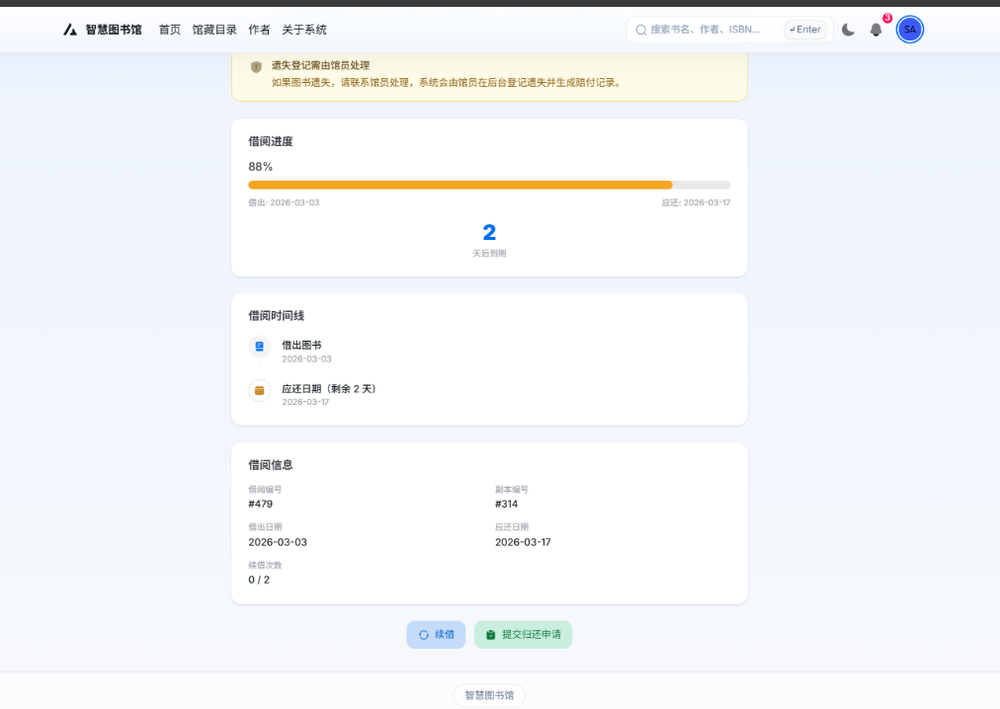 智慧图书馆
首页
馆藏目录
作者
关于系统
搜索书名、作者、ISBN...
↵Enter
3
SA
遗失登记需由馆员处理
如果图书遗失，请联系馆员处理，系统会由馆员在后台登记遗失并生成赔付记录。
借阅进度
88%
借出: 2026-03-03
应还: 2026-03-17
2
天后到期
借阅时间线
借出图书
2026-03-03
应还日期（剩余 2 天）
2026-03-17
借阅信息
借阅编号
副本编号
#479
#314
借出日期
应还日期
2026-03-03
2026-03-17
续借次数
0 / 2
续借
提交归还申请
智慧图书馆